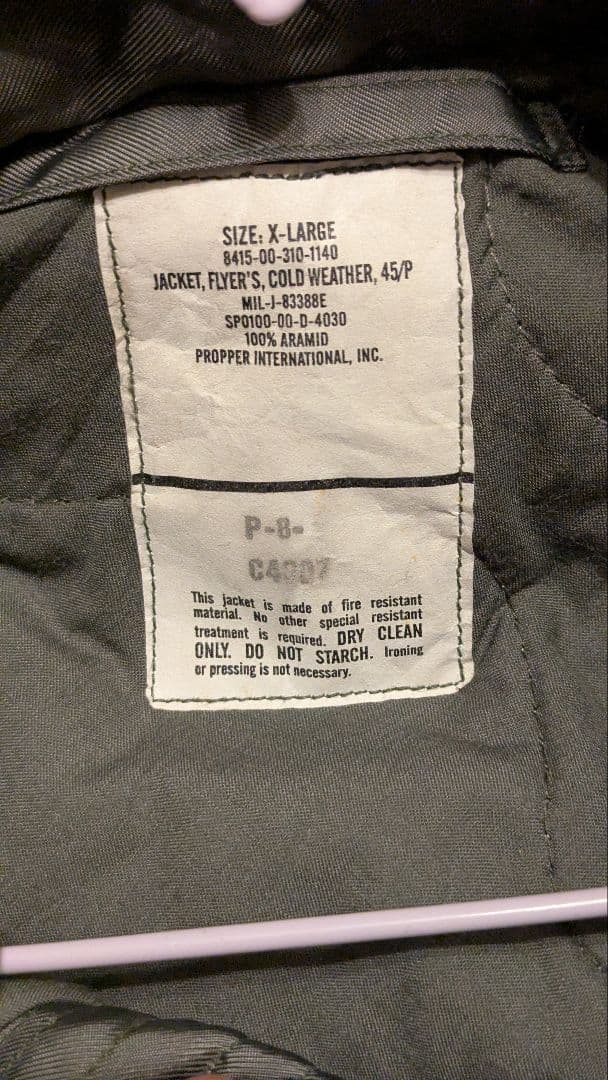 SIZE: X-LARGE
8415-00-310-1140
JACKET, FLYER'S, COLD WEATHER, 45/P
MIL-J-83388E
SP0100-00-D-4030
100% ARAMID
PROPPER INTERNATIONAL, INC.
P-8-
This jacket is made of fire resistant
material. No other special resistant
treatment is required. DRY CLEAN
ONLY. DO NOT STARCH. Ironing
or pressing is not necessary.